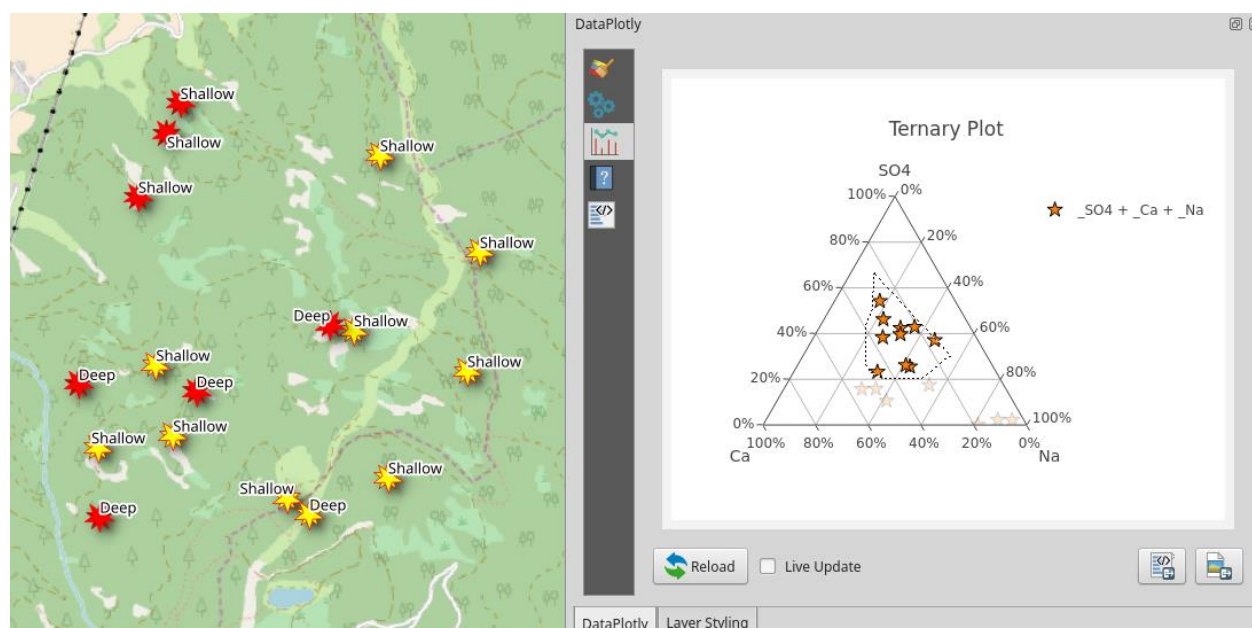 DataPlotly
Shallow
Shallow
Shallow
Shallow
Shallow
Deep
Shallow
Shallow
Shallow
Deep
Deep
Shallow
Shallow
Shallow
Shallow
Deep
Deep
Ternary Plot
SO4
100%
0%
_SO4 + _Ca + _Na
80%
20%
60%
40%
40%
60%
20%
80%
0%
100%
100% 80% 60% 40% 20% 0%
Ca
Na
?
</>
Reload
Live Update
DataPlotly Layer Styling